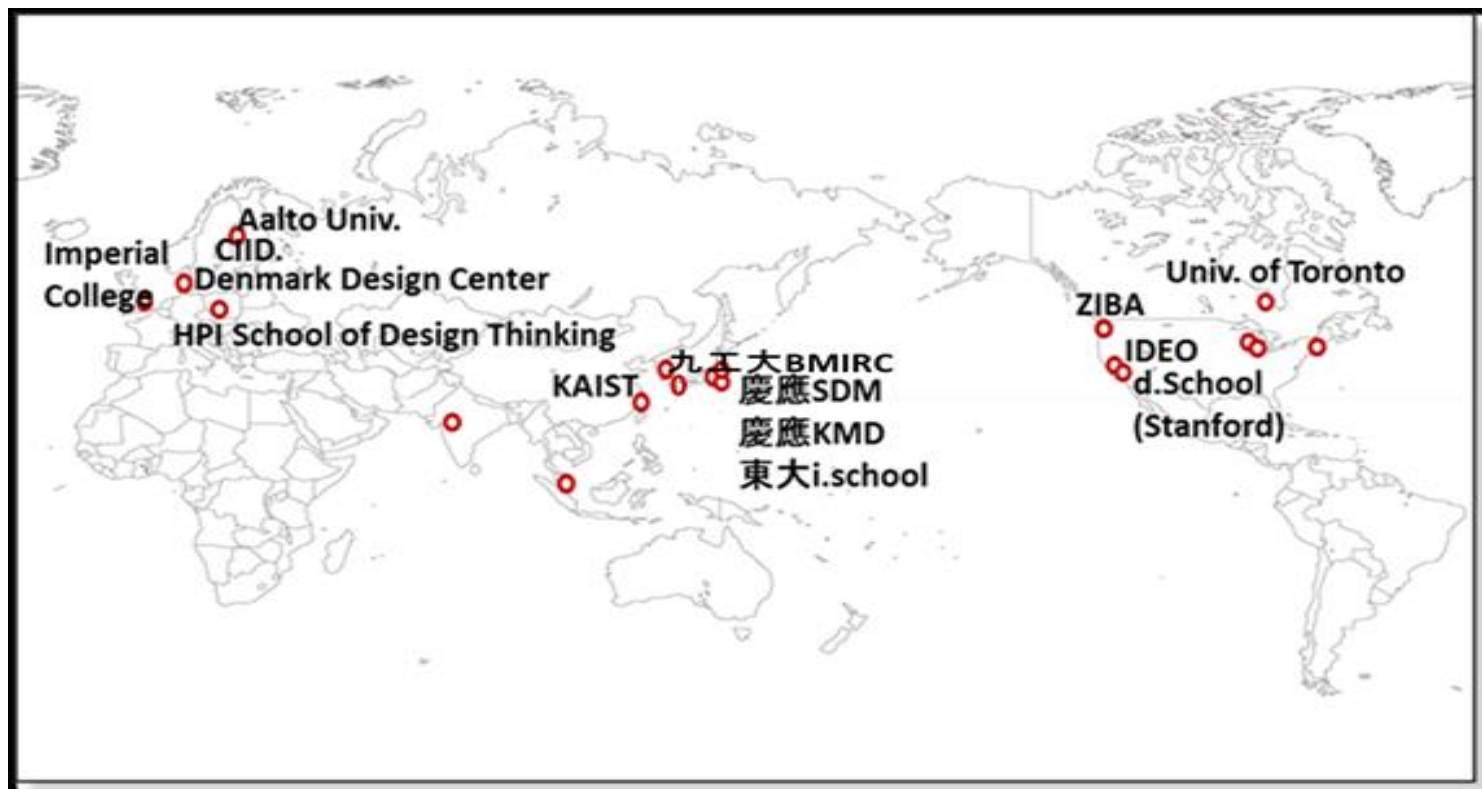 Aalto Univ.
CIID.
Imperial
College
Denmark Design Center
HPI School of Design Thinking
KAIST
九工大BMIRC
慶應SDM
慶應KMD
東大i.school
Univ. of Toronto
ZIBA
IDEO
d.School
(Stanford)